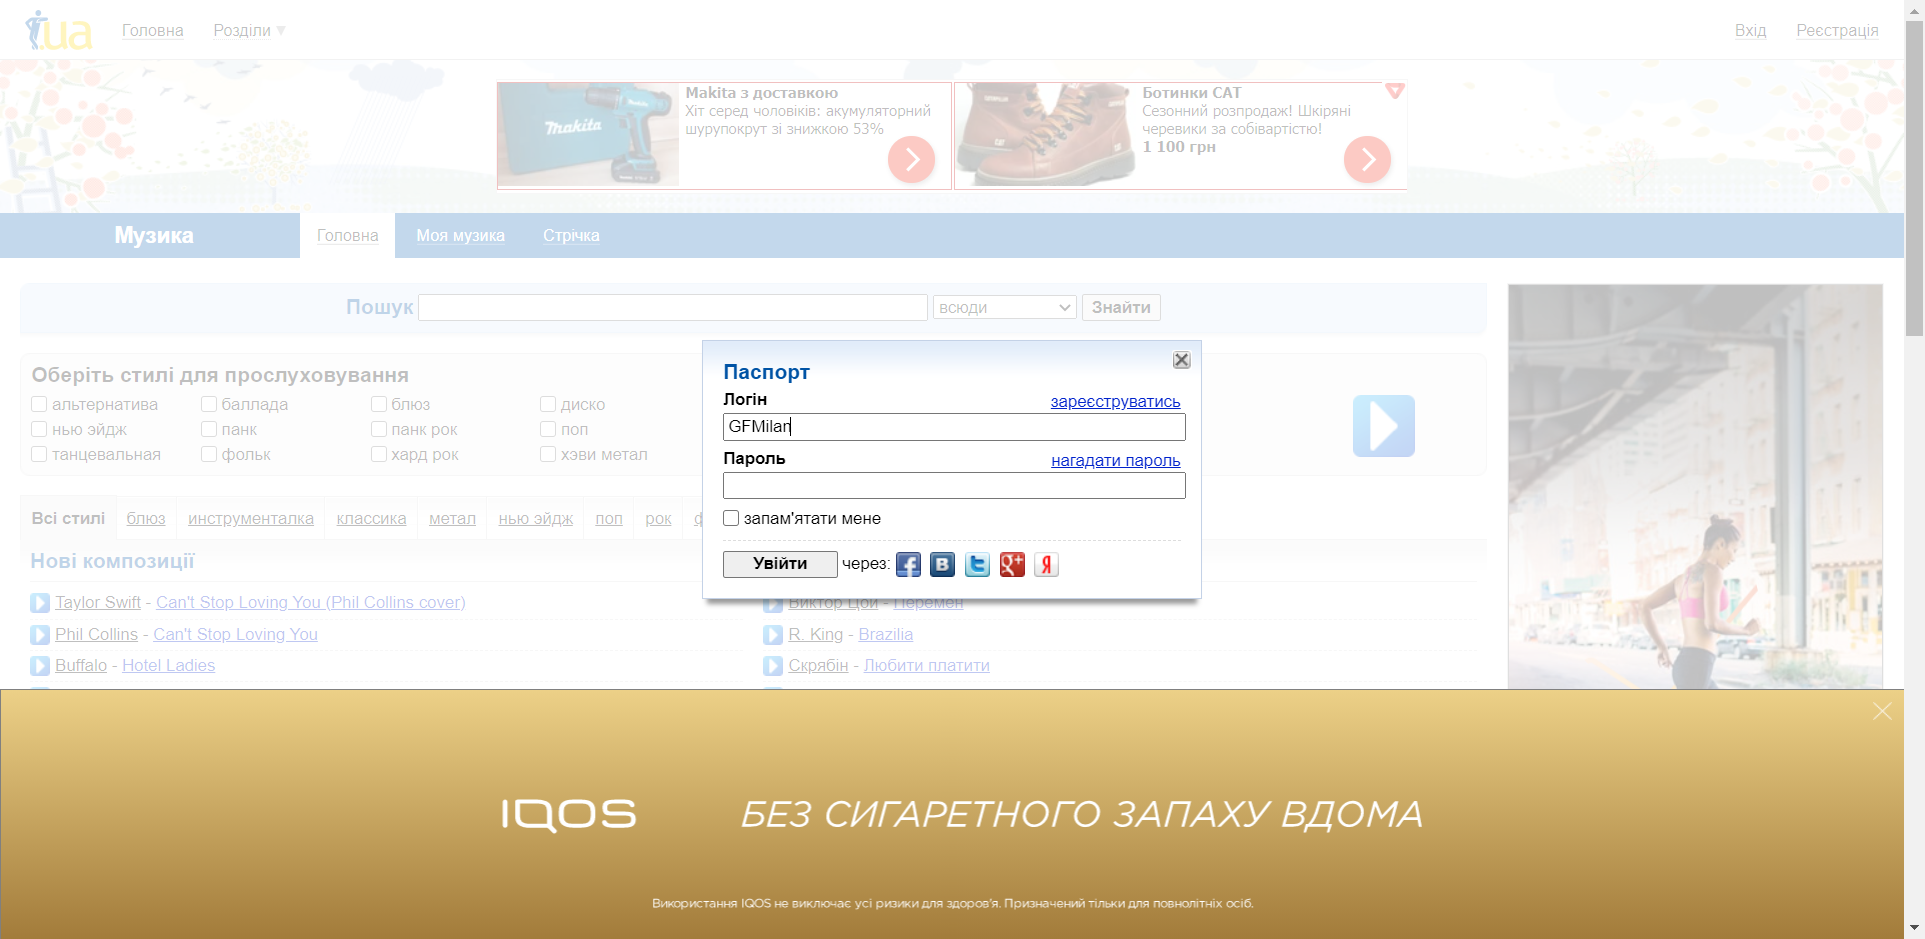 i.ua
Головна
Розділи ▼
Вхід
Реєстрація
makita
Makita з доставкою
Хіт серед чоловіків: акумуляторний
шурупокрут зі знижкою 53%
Ботинки CAT
Сезонний розпродаж! Шкіряні
черевики за собівартістю!
1 100 грн
Музика
Головна
Моя музика
Стрічка
Пошук
всюди
Знайти
Оберіть стилі для прослуховування
альтернатива
баллада
блюз
диско
нью эйдж
панк
панк рок
поп
танцевальная
фольк
хард рок
хэви метал
Паспорт
Логін
зареєструватись
GFMilan
Пароль
нагадати пароль
запам'ятати мене
Увійти
через:
Всі стилі
блюз
инструменталка
классика
метал
нью эйдж
поп
рок
Нові композиції
Taylor Swift - Can't Stop Loving You (Phil Collins cover)
Виктор Цой - Перемен
Phil Collins - Can't Stop Loving You
R. King - Brazilia
Buffalo - Hotel Ladies
Скрябін - Любити платити
IQOS
БЕЗ СИГАРЕТНОГО ЗАПАХУ ВДОМА
Використання IQOS не виключає усі ризики для здоров'я. Призначений тільки для повнолітніх осіб.